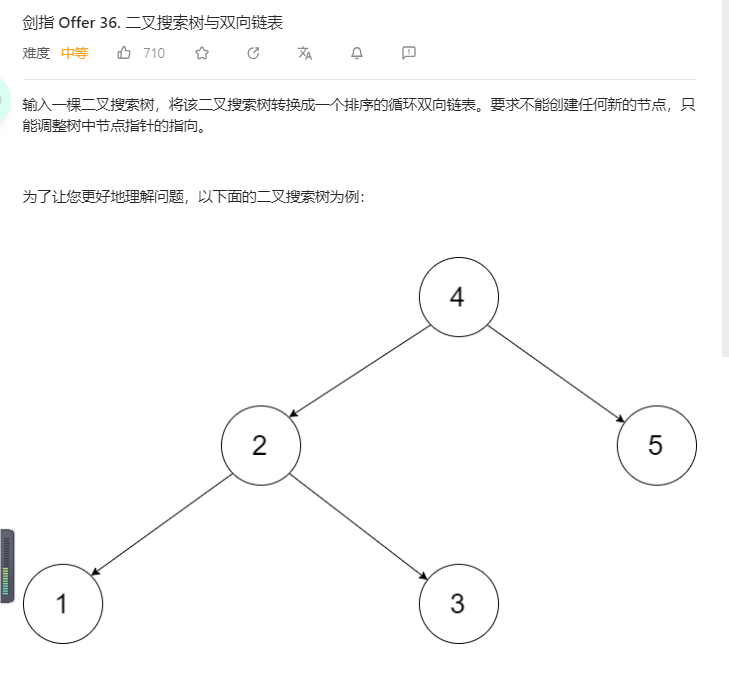 剑指 Offer 36. 二叉搜索树与双向链表
难度 中等 710
输入一棵二叉搜索树，将该二叉搜索树转换成一个排序的循环双向链表。要求不能创建任何新的节点，只
能调整树中节点指针的指向。
为了让您更好地理解问题，以下面的二叉搜索树为例：
4
2 5
1 3